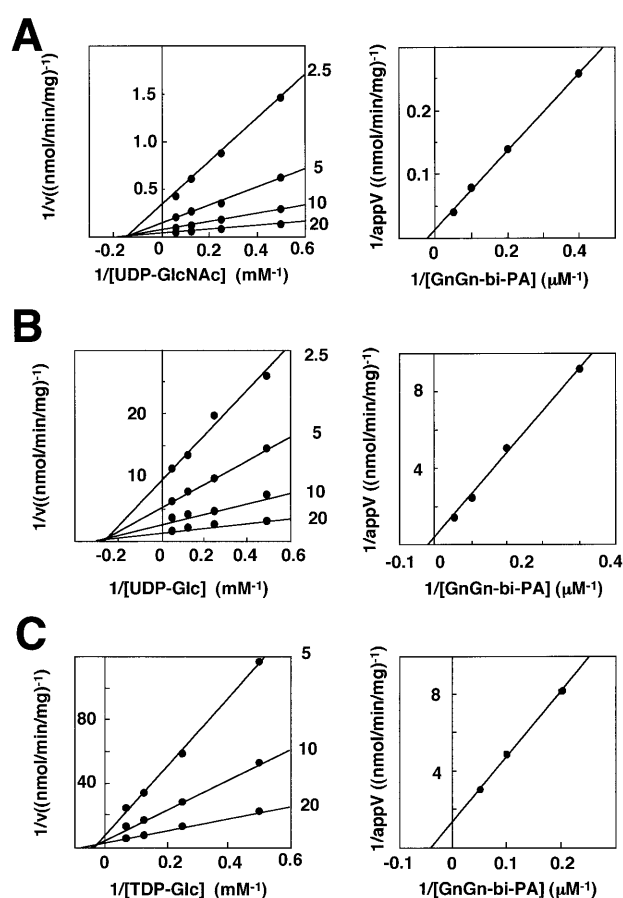 A
1/v((nmol/min/mg)-1)
1.5
1.0
0.5
2.5
5
10
20
-0.2 0 0.2 0.4 0.6
1/[UDP-GlcNAc] (mM-1)
1/appV ((nmol/min/mg)-1)
0.2
0.1
0 0.2 0.4
1/[GnGn-bi-PA] (μM-1)
B
1/v((nmol/min/mg)-1)
20
10
2.5
5
10
20
-0.2 0 0.2 0.4 0.6
1/[UDP-Glc] (mM-1)
1/appV ((nmol/min/mg)-1)
8
4
-0.1 0 0.2 0.4
1/[GnGn-bi-PA] (μM-1)
C
1/v((nmol/min/mg)-1)
80
40
5
10
20
0 0.2 0.4 0.6
1/[TDP-Glc] (mM-1)
1/appV ((nmol/min/mg)-1)
8
4
-0.1 0 0.1 0.2
1/[GnGn-bi-PA] (μM-1)